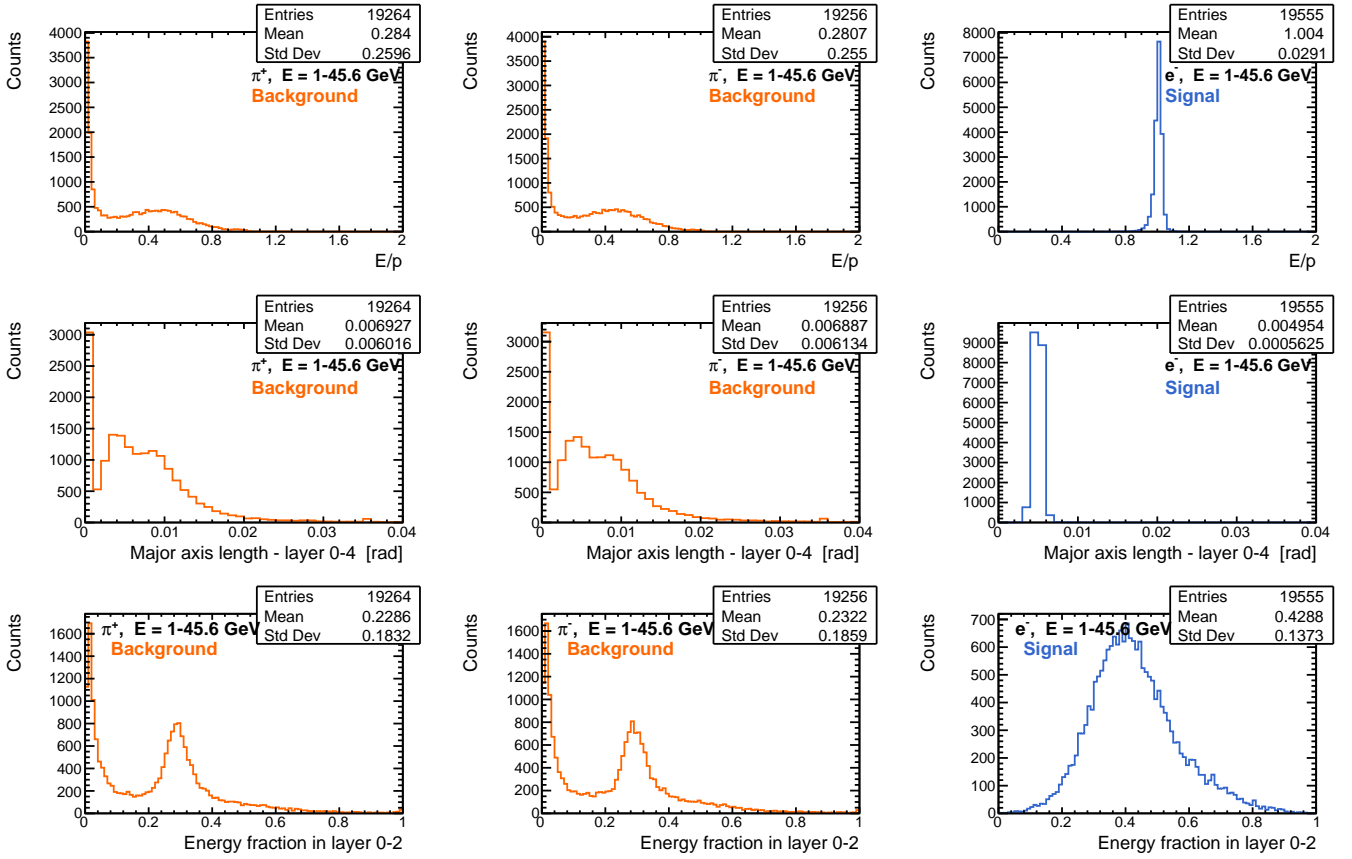 Entries 19264
Mean 0.284
Std Dev 0.2596
π⁺, E = 1-45.6 GeV
Background
Counts
4000
3500
3000
2500
2000
1500
1000
500
0
0 0.4 0.8 1.2 1.6 2
E/p
Entries 19256
Mean 0.2807
Std Dev 0.255
π⁻, E = 1-45.6 GeV
Background
Counts
4000
3500
3000
2500
2000
1500
1000
500
0
0 0.4 0.8 1.2 1.6 2
E/p
Entries 19555
Mean 1.004
Std Dev 0.0291
e⁻, E = 1-45.6 GeV
Signal
Counts
8000
7000
6000
5000
4000
3000
2000
1000
0
0 0.4 0.8 1.2 1.6 2
E/p
Entries 19264
Mean 0.006927
Std Dev 0.006016
π⁺, E = 1-45.6 GeV
Background
Counts
3000
2500
2000
1500
1000
500
0
0 0.01 0.02 0.03 0.04
Major axis length - layer 0-4 [rad]
Entries 19256
Mean 0.006887
Std Dev 0.006134
π⁻, E = 1-45.6 GeV
Background
Counts
3000
2500
2000
1500
1000
500
0
0 0.01 0.02 0.03 0.04
Major axis length - layer 0-4 [rad]
Entries 19555
Mean 0.004954
Std Dev 0.0005625
e⁻, E = 1-45.6 GeV
Signal
Counts
9000
8000
7000
6000
5000
4000
3000
2000
1000
0
0 0.01 0.02 0.03 0.04
Major axis length - layer 0-4 [rad]
Entries 19264
Mean 0.2286
Std Dev 0.1832
π⁺, E = 1-45.6 GeV
Background
Counts
1600
1400
1200
1000
800
600
400
200
0
0 0.2 0.4 0.6 0.8 1
Energy fraction in layer 0-2
Entries 19256
Mean 0.2322
Std Dev 0.1859
π⁻, E = 1-45.6 GeV
Background
Counts
1600
1400
1200
1000
800
600
400
200
0
0 0.2 0.4 0.6 0.8 1
Energy fraction in layer 0-2
Entries 19555
Mean 0.4288
Std Dev 0.1373
e⁻, E = 1-45.6 GeV
Signal
Counts
700
600
500
400
300
200
100
0
0 0.2 0.4 0.6 0.8 1
Energy fraction in layer 0-2